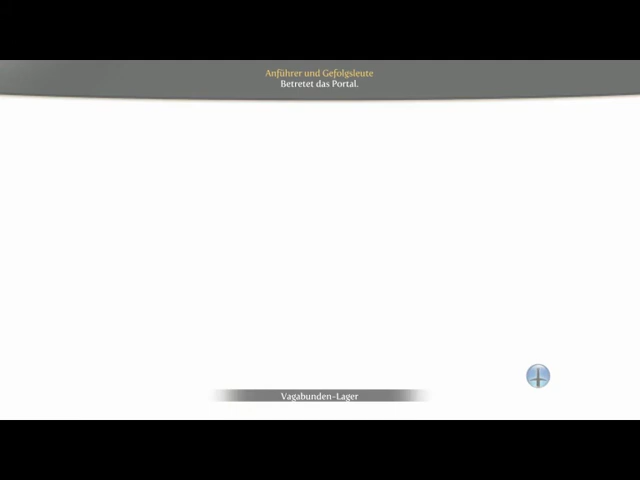 Anführer und Gefolgsleute
Betretet das Portal.
Vagabunden-Lager